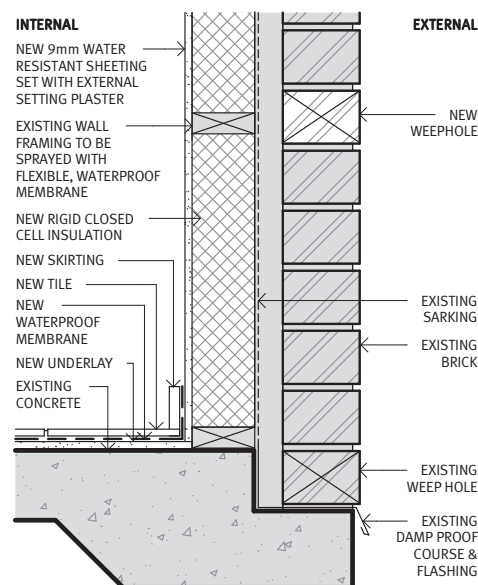 INTERNAL
NEW 9mm WATER
RESISTANT SHEETING
SET WITH EXTERNAL
SETTING PLASTER
EXISTING WALL
FRAMING TO BE
SPRAYED WITH
FLEXIBLE, WATERPROOF
MEMBRANE
NEW RIGID CLOSED
CELL INSULATION
NEW SKIRTING
NEW TILE
NEW
WATERPROOF
MEMBRANE
NEW UNDERLAY
EXISTING
CONCRETE
EXTERNAL
NEW
WEEPHOLE
EXISTING
SARKING
EXISTING
BRICK
EXISTING
WEEP HOLE
EXISTING
DAMP PROOF
COURSE &
FLASHING